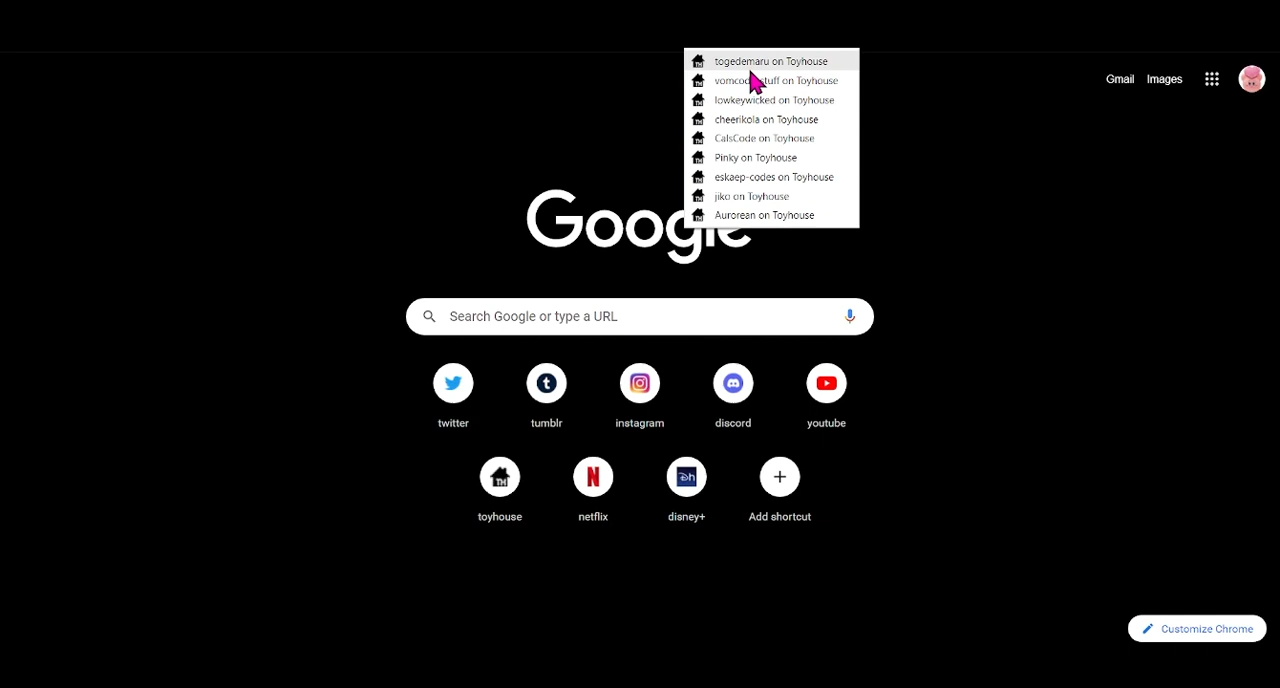 togedemaru on Toyhouse
vomcode stuff on Toyhouse
lowkeywicked on Toyhouse
cheerikola on Toyhouse
CalsCode on Toyhouse
Pinky on Toyhouse
eskaep-codes on Toyhouse
jiko on Toyhouse
Aurorean on Toyhouse
Gmail Images
Google
Search Google or type a URL
twitter tumblr instagram discord youtube
toyhouse netflix disney+ Add shortcut
Customize Chrome